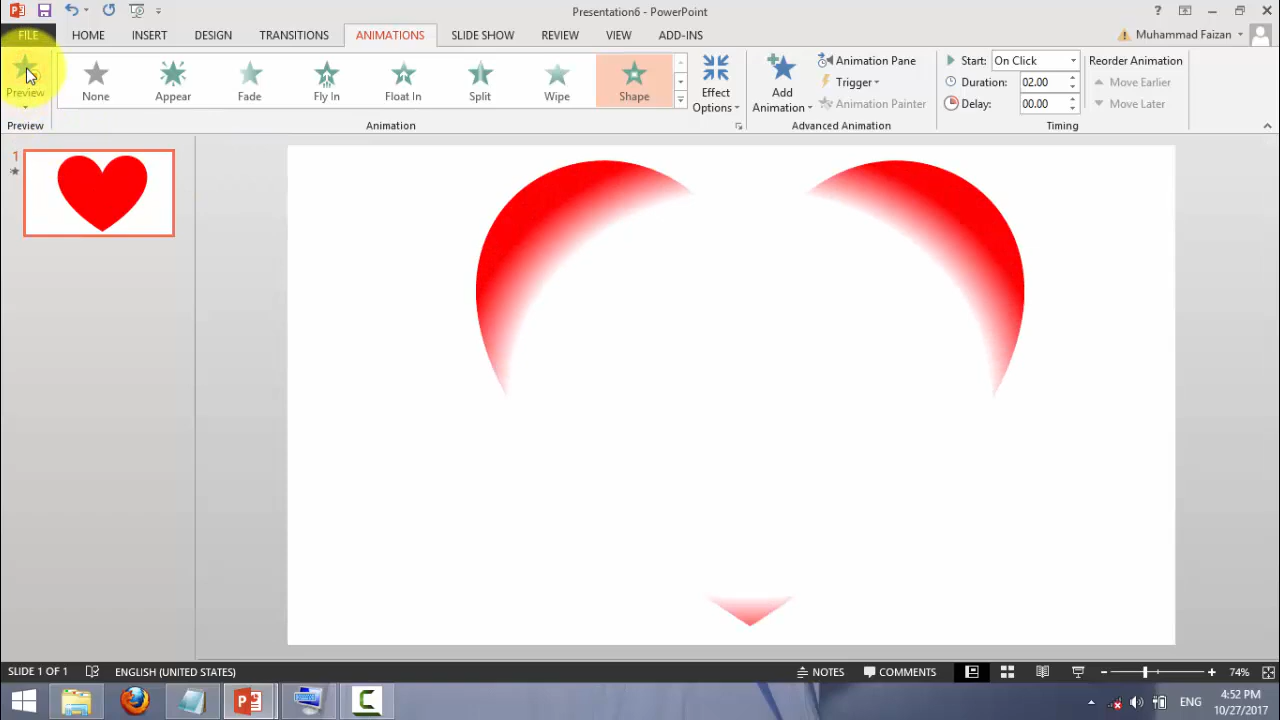 Presentation6 - PowerPoint
?
FILE HOME INSERT DESIGN TRANSITIONS ANIMATIONS SLIDE SHOW REVIEW VIEW ADD-INS Muhammad Faizan
Preview None Appear Fade Fly In Float In Split Wipe Shape
Effect Options
Add Animation
Animation Pane
Trigger
Animation Painter
Start: On Click
Duration: 02.00
Delay: 00.00
Reorder Animation
Move Earlier
Move Later
Preview Animation Advanced Animation Timing
1
SLIDE 1 OF 1 ENGLISH (UNITED STATES) NOTES COMMENTS 74%
ENG
4:52 PM
10/27/2017